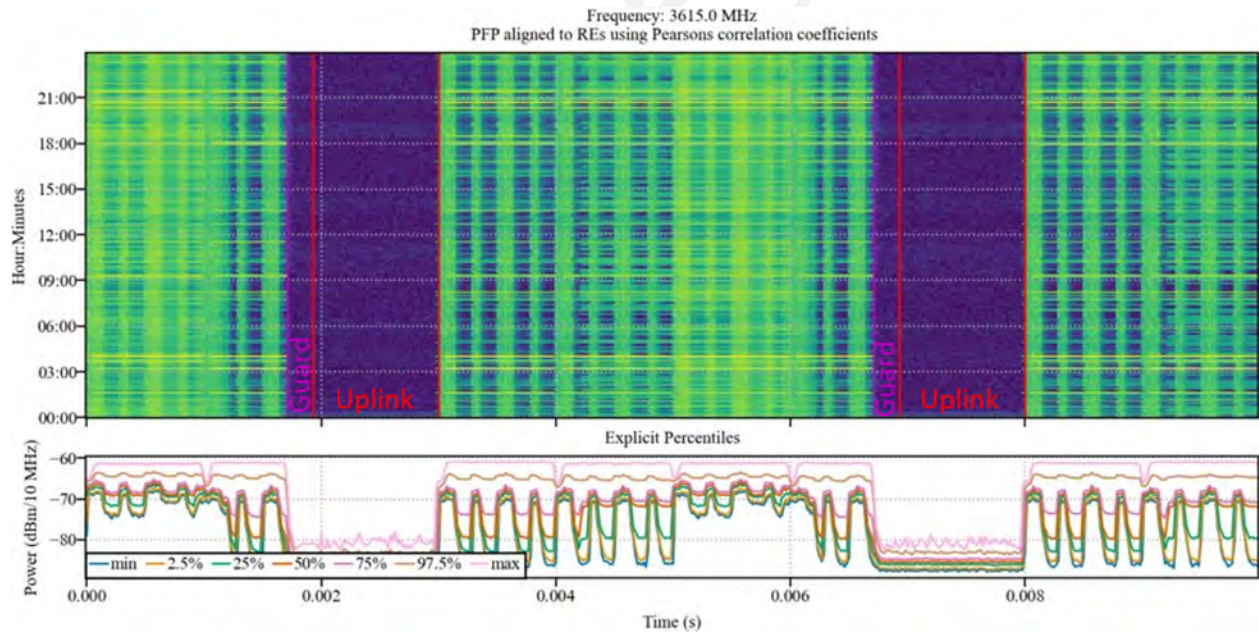 Frequency: 3615.0 MHz
PFP aligned to REs using Pearsons correlation coefficients
Hour:Minutes
21:00
18:00
15:00
12:00
09:00
06:00
03:00
00:00
Guard
Uplink
Guard
Uplink
Explicit Percentiles
Power (dBm/10 MHz)
−60
−70
−80
min 2.5% 25% 50% 75% 97.5% max
0.000 0.002 0.004 0.006 0.008
Time (s)